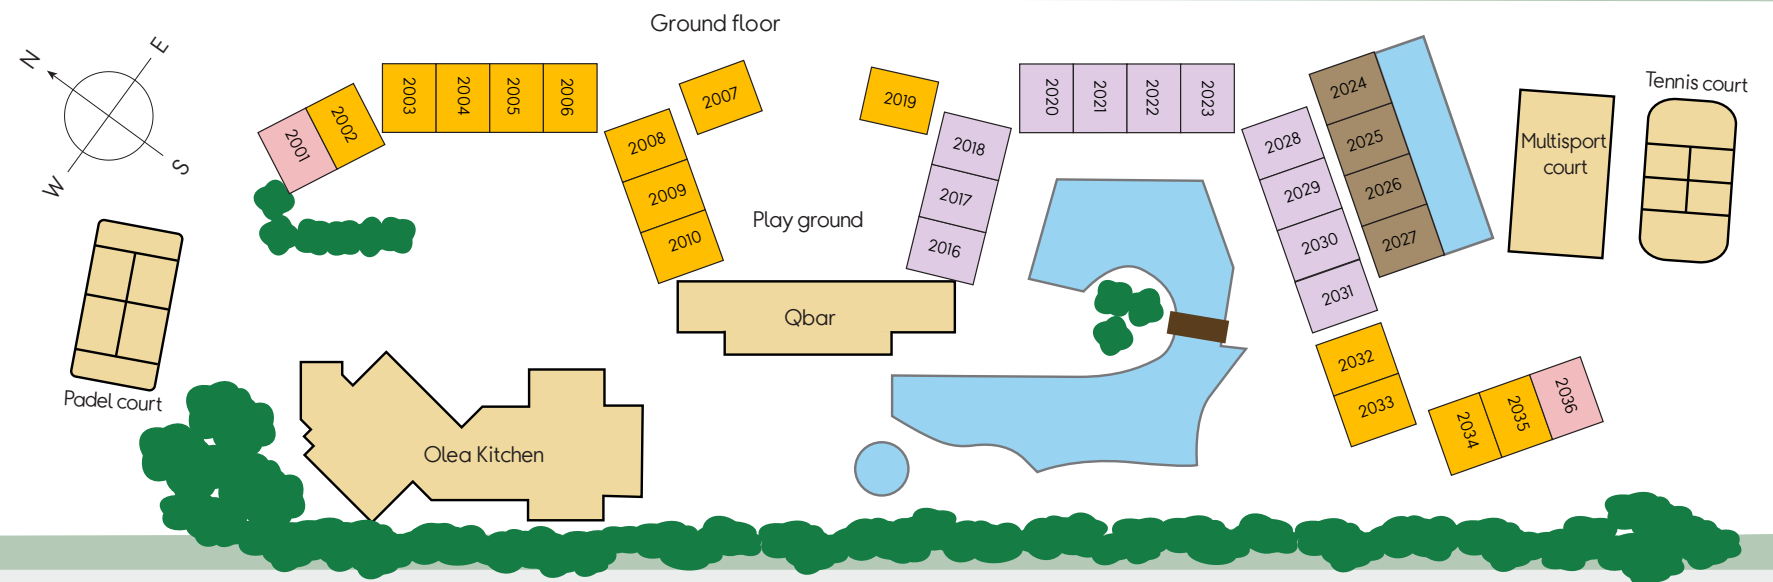 Ground floor
N
E
S
W
2001
2002
2003
2004
2005
2006
2007
2008
2009
2010
Play ground
2019
2018
2017
2016
2020
2021
2022
2023
2028
2029
2030
2031
2024
2025
2026
2027
2032
2033
2034
2035
2036
Multisport
court
Tennis court
Padel court
Qbar
Olea Kitchen